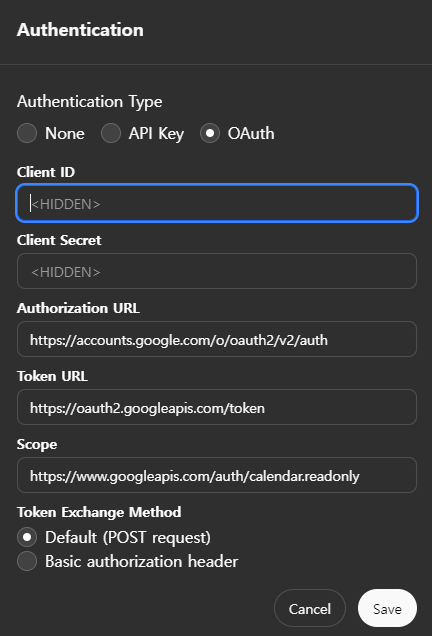 Authentication
Authentication Type
None API Key OAuth
Client ID
<HIDDEN>
Client Secret
<HIDDEN>
Authorization URL
https://accounts.google.com/o/oauth2/v2/auth
Token URL
https://oauth2.googleapis.com/token
Scope
https://www.googleapis.com/auth/calendar.readonly
Token Exchange Method
Default (POST request)
Basic authorization header
Cancel Save